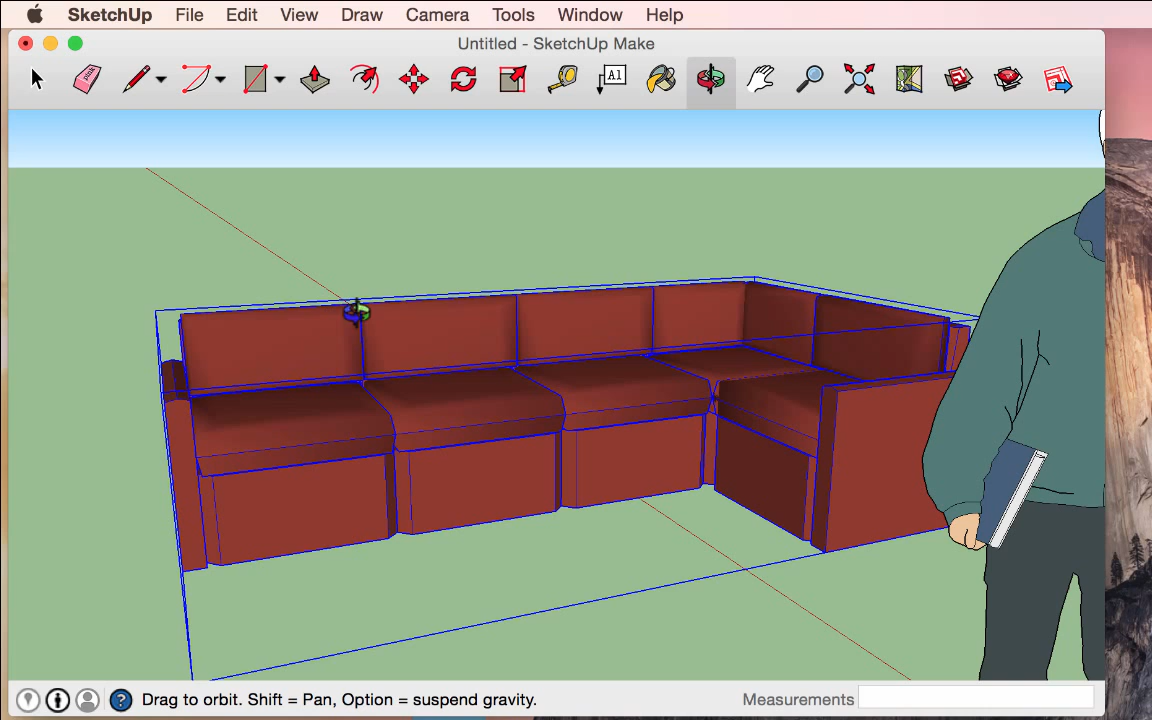 SketchUp File Edit View Draw Camera Tools Window Help
Untitled - SketchUp Make
A1
?
Drag to orbit. Shift = Pan, Option = suspend gravity.
Measurements